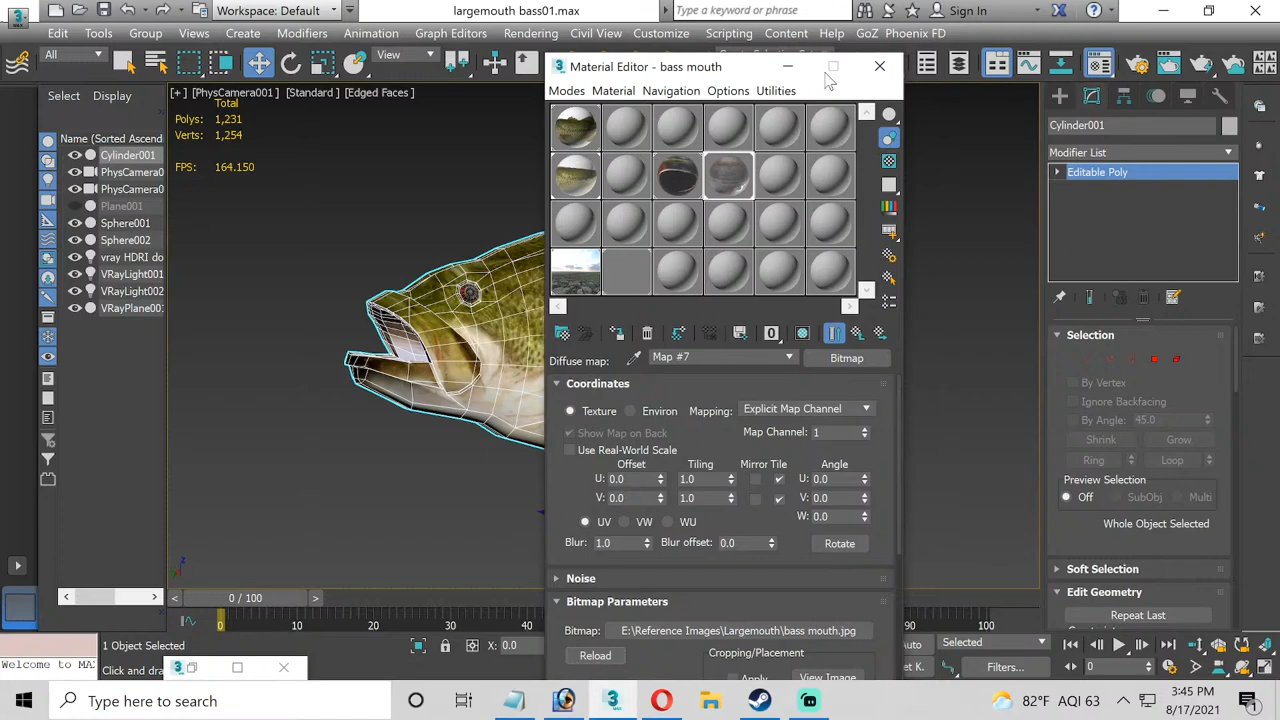 Workspaces: Default
largemouth bass01.max
Type a keyword or phrase
Sign In
Edit Tools Group Views Create Modifiers Animation Graph Editors Rendering Civil View Customize Scripting Content Help GoZ Phoenix FD
All
View
Select Display
Name (Sorted Ascend
Cylinder001
PhysCamera0
PhysCamera0
Plane001
Sphere001
Sphere002
vray HDRI do
VRayLight001
VRayLight002
VRayPlane00
[+] [PhysCamera001] [Standard] [Edged Faces]
Total
Polys: 1,231
Verts: 1,254
FPS: 164.150
Material Editor - bass mouth
Modes Material Navigation Options Utilities
Diffuse map:
Map #7
Bitmap
Coordinates
Texture
Environ
Mapping:
Explicit Map Channel
Show Map on Back
Map Channel:
1
Use Real-World Scale
Offset
Tiling
Mirror Tile
Angle
U: 0.0
1.0
U: 0.0
V: 0.0
1.0
V: 0.0
W: 0.0
UV
VW
WU
Blur: 1.0
Blur offset: 0.0
Rotate
Noise
Bitmap Parameters
Bitmap:
E:\Reference Images\Largemouth\bass mouth.jpg
Reload
Cropping/Placement
Apply
View Image
Cylinder001
Modifier List
Editable Poly
Selection
By Vertex
Ignore Backfacing
By Angle: 45.0
Shrink
Grow
Ring
Loop
Preview Selection
Off
SubObj
Multi
Whole Object Selected
Soft Selection
Edit Geometry
Repeat Last
0 / 100
0
10
20
30
40
100
1 Object Selected
Click and drag
Welcome to MA
X: 0.0
Auto
Selected
et K.
Filters...
0
Type here to search
82°F AQI 63
3:45 PM
8/17/2021